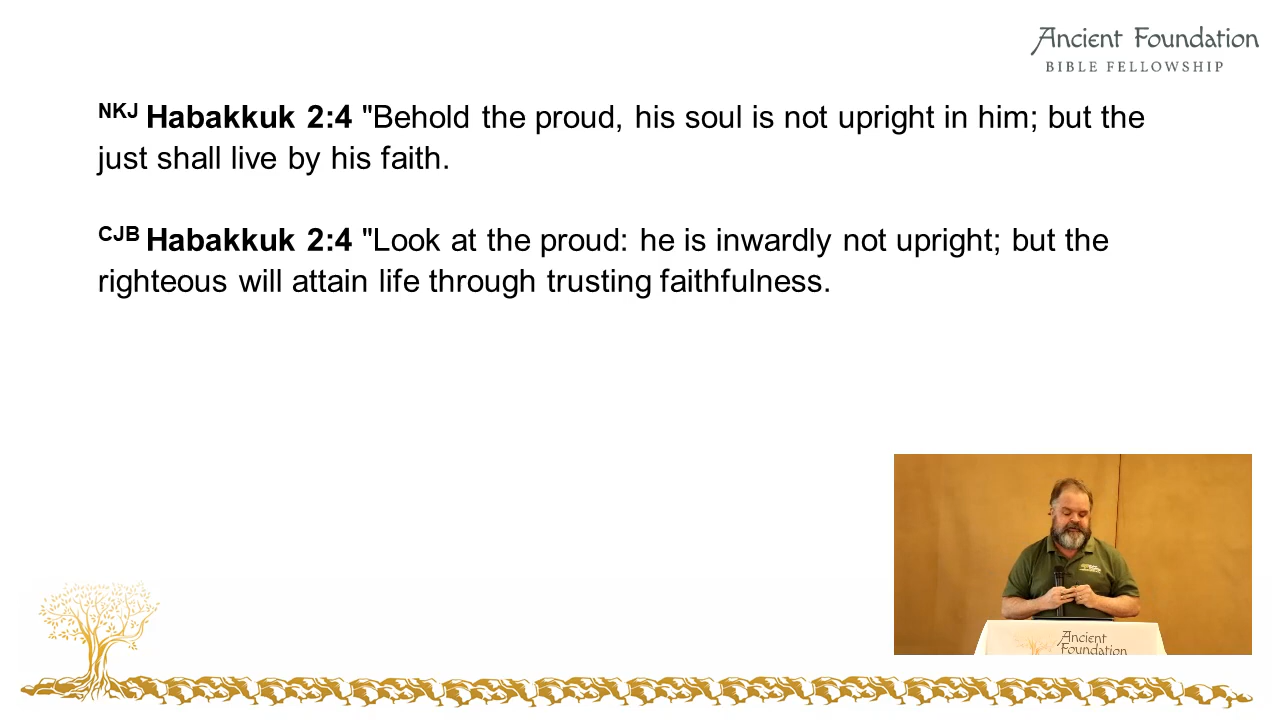 Ancient Foundation
BIBLE FELLOWSHIP
NKJ Habakkuk 2:4 "Behold the proud, his soul is not upright in him; but the
just shall live by his faith.
CJB Habakkuk 2:4 "Look at the proud: he is inwardly not upright; but the
righteous will attain life through trusting faithfulness.
Ancient
Foundation